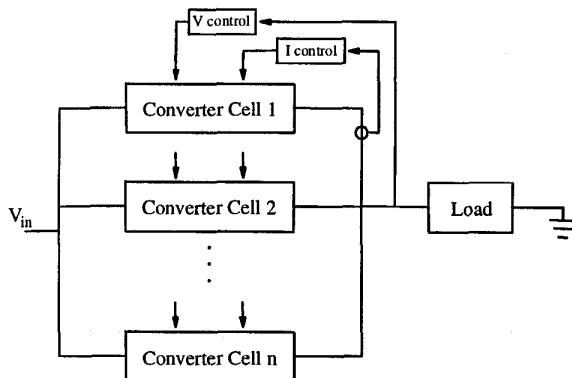 V control
I control
Converter Cell 1
Converter Cell 2
V_in
Load
Converter Cell n